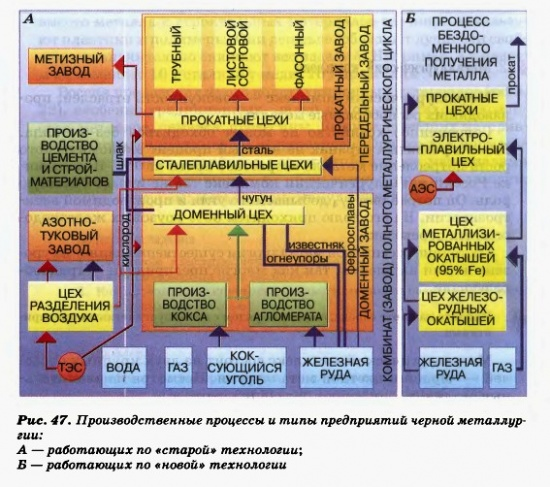 А
МЕТИЗНЫЙ
ЗАВОД
ПРОИЗ-
ВОДСТВО
ЦЕМЕНТА
И СТРОЙ-
МАТЕРИАЛОВ
АЗОТНО-
ТУКОВЫЙ
ЗАВОД
ЦЕХ
РАЗДЕЛЕНИЯ
ВОЗДУХА
ТЭС
шлак
кислород
ТРУБНЫЙ
ЛИСТОВОЙ
СОРТОВОЙ
ФАСОННЫЙ
ПРОКАТНЫЕ ЦЕХИ
сталь
СТАЛЕПЛАВИЛЬНЫЕ ЦЕХИ
чугун
ДОМЕННЫЙ ЦЕХ
известняк
огнеупоры
ферросплавы
ПРОИЗ-
ВОДСТВО
КОКСА
ПРОИЗ-
ВОДСТВО
АГЛОМЕРАТА
ВОДА
ГАЗ
КОК-
СУЮЩИЙСЯ
УГОЛЬ
ЖЕЛЕЗНАЯ
РУДА
ПРОКАТНЫЙ ЗАВОД
ПЕРЕДЕЛЬНЫЙ ЗАВОД
ДОМЕННЫЙ ЗАВОД
КОМБИНАТ (ЗАВОД) ПОЛНОГО МЕТАЛЛУРГИЧЕСКОГО ЦИКЛА
Б
ПРОЦЕСС
БЕЗДО-
МЕННОГО
ПОЛУЧЕНИЯ
МЕТАЛЛА
прокат
ПРОКАТНЫЕ
ЦЕХИ
ЭЛЕКТРО-
ПЛАВИЛЬНЫЙ
ЦЕХ
АЭС
ЦЕХ
МЕТАЛЛИЗИ-
РОВАННЫХ
ОКАТЫШЕЙ
(95% Fe)
ЦЕХ ЖЕЛЕЗО-
РУДНЫХ
ОКАТЫШЕЙ
ЖЕЛЕЗНАЯ
РУДА
ГАЗ
Рис. 47. Производственные процессы и типы предприятий черной металлур-
гии:
А — работающих по «старой» технологии;
Б — работающих по «новой» технологии